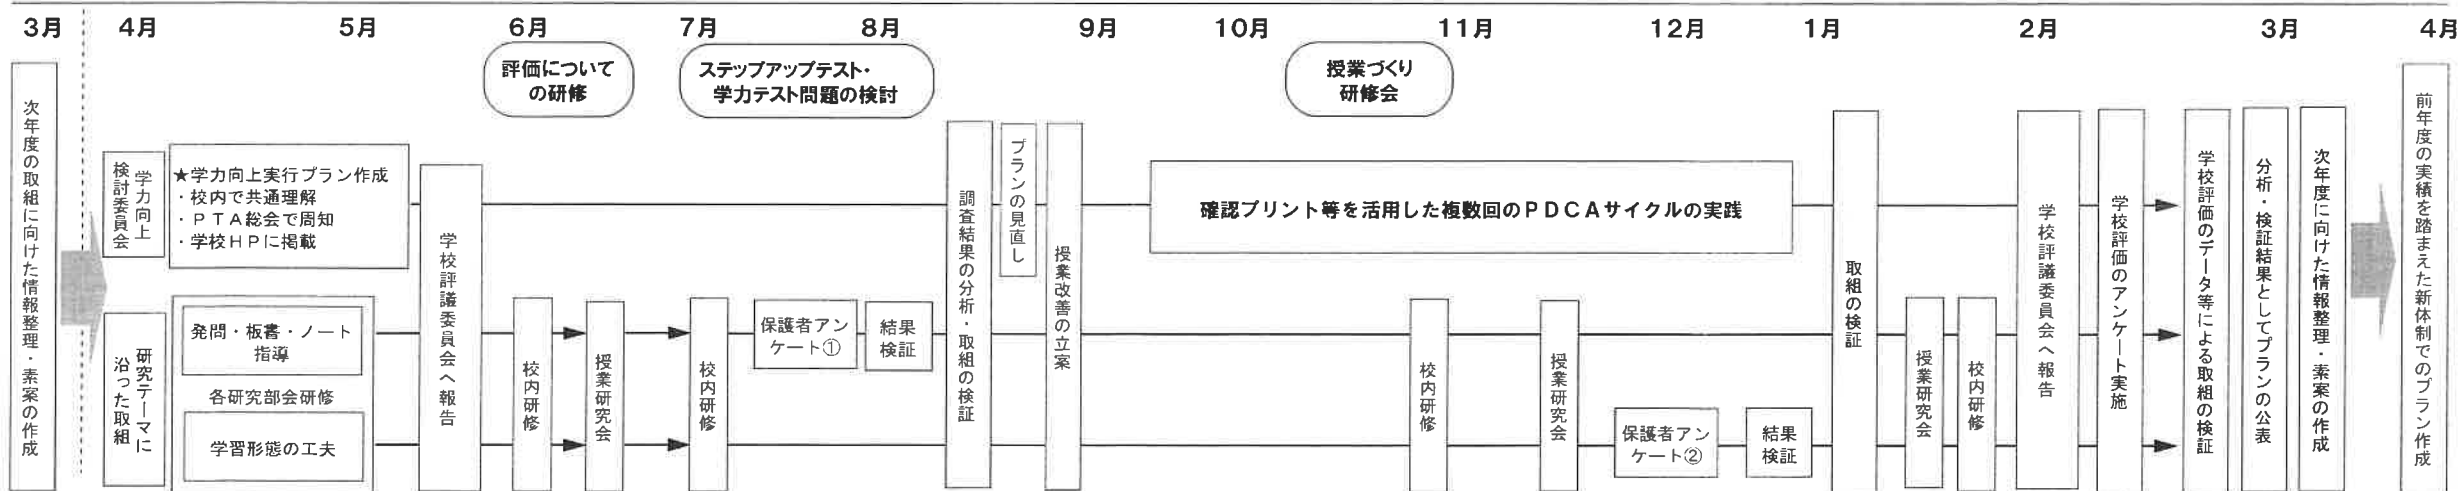 3月 4月 5月 6月 7月 8月 9月 10月 11月 12月 1月 2月 3月 4月
評価について
の研修
ステップアップテスト・
学力テスト問題の検討
授業づくり
研修会
次年度の取組に向けた情報整理・素案の作成
学力向上
検討委員会
★学力向上実行プラン作成
・校内で共通理解
・PTA総会で周知
・学校HPに掲載
研究テーマに
沿った取組
発問・板書・ノート
指導
各研究部会研修
学習形態の工夫
学校評議委員会へ報告
校内研修
授業研究会
校内研修
保護者アン
ケート①
結果
検証
調査結果の分析・取組の検証
プランの見直し
授業改善の立案
確認プリント等を活用した複数回のPDCAサイクルの実践
校内研修
授業研究会
保護者アン
ケート②
結果
検証
取組の検証
授業研究会
校内研修
学校評議委員会へ報告
学校評価のアンケート実施
学校評価のデータ等による取組の検証
分析・検証結果としてプランの公表
次年度に向けた情報整理・素案の作成
前年度の実績を踏まえた新体制でのプラン作成